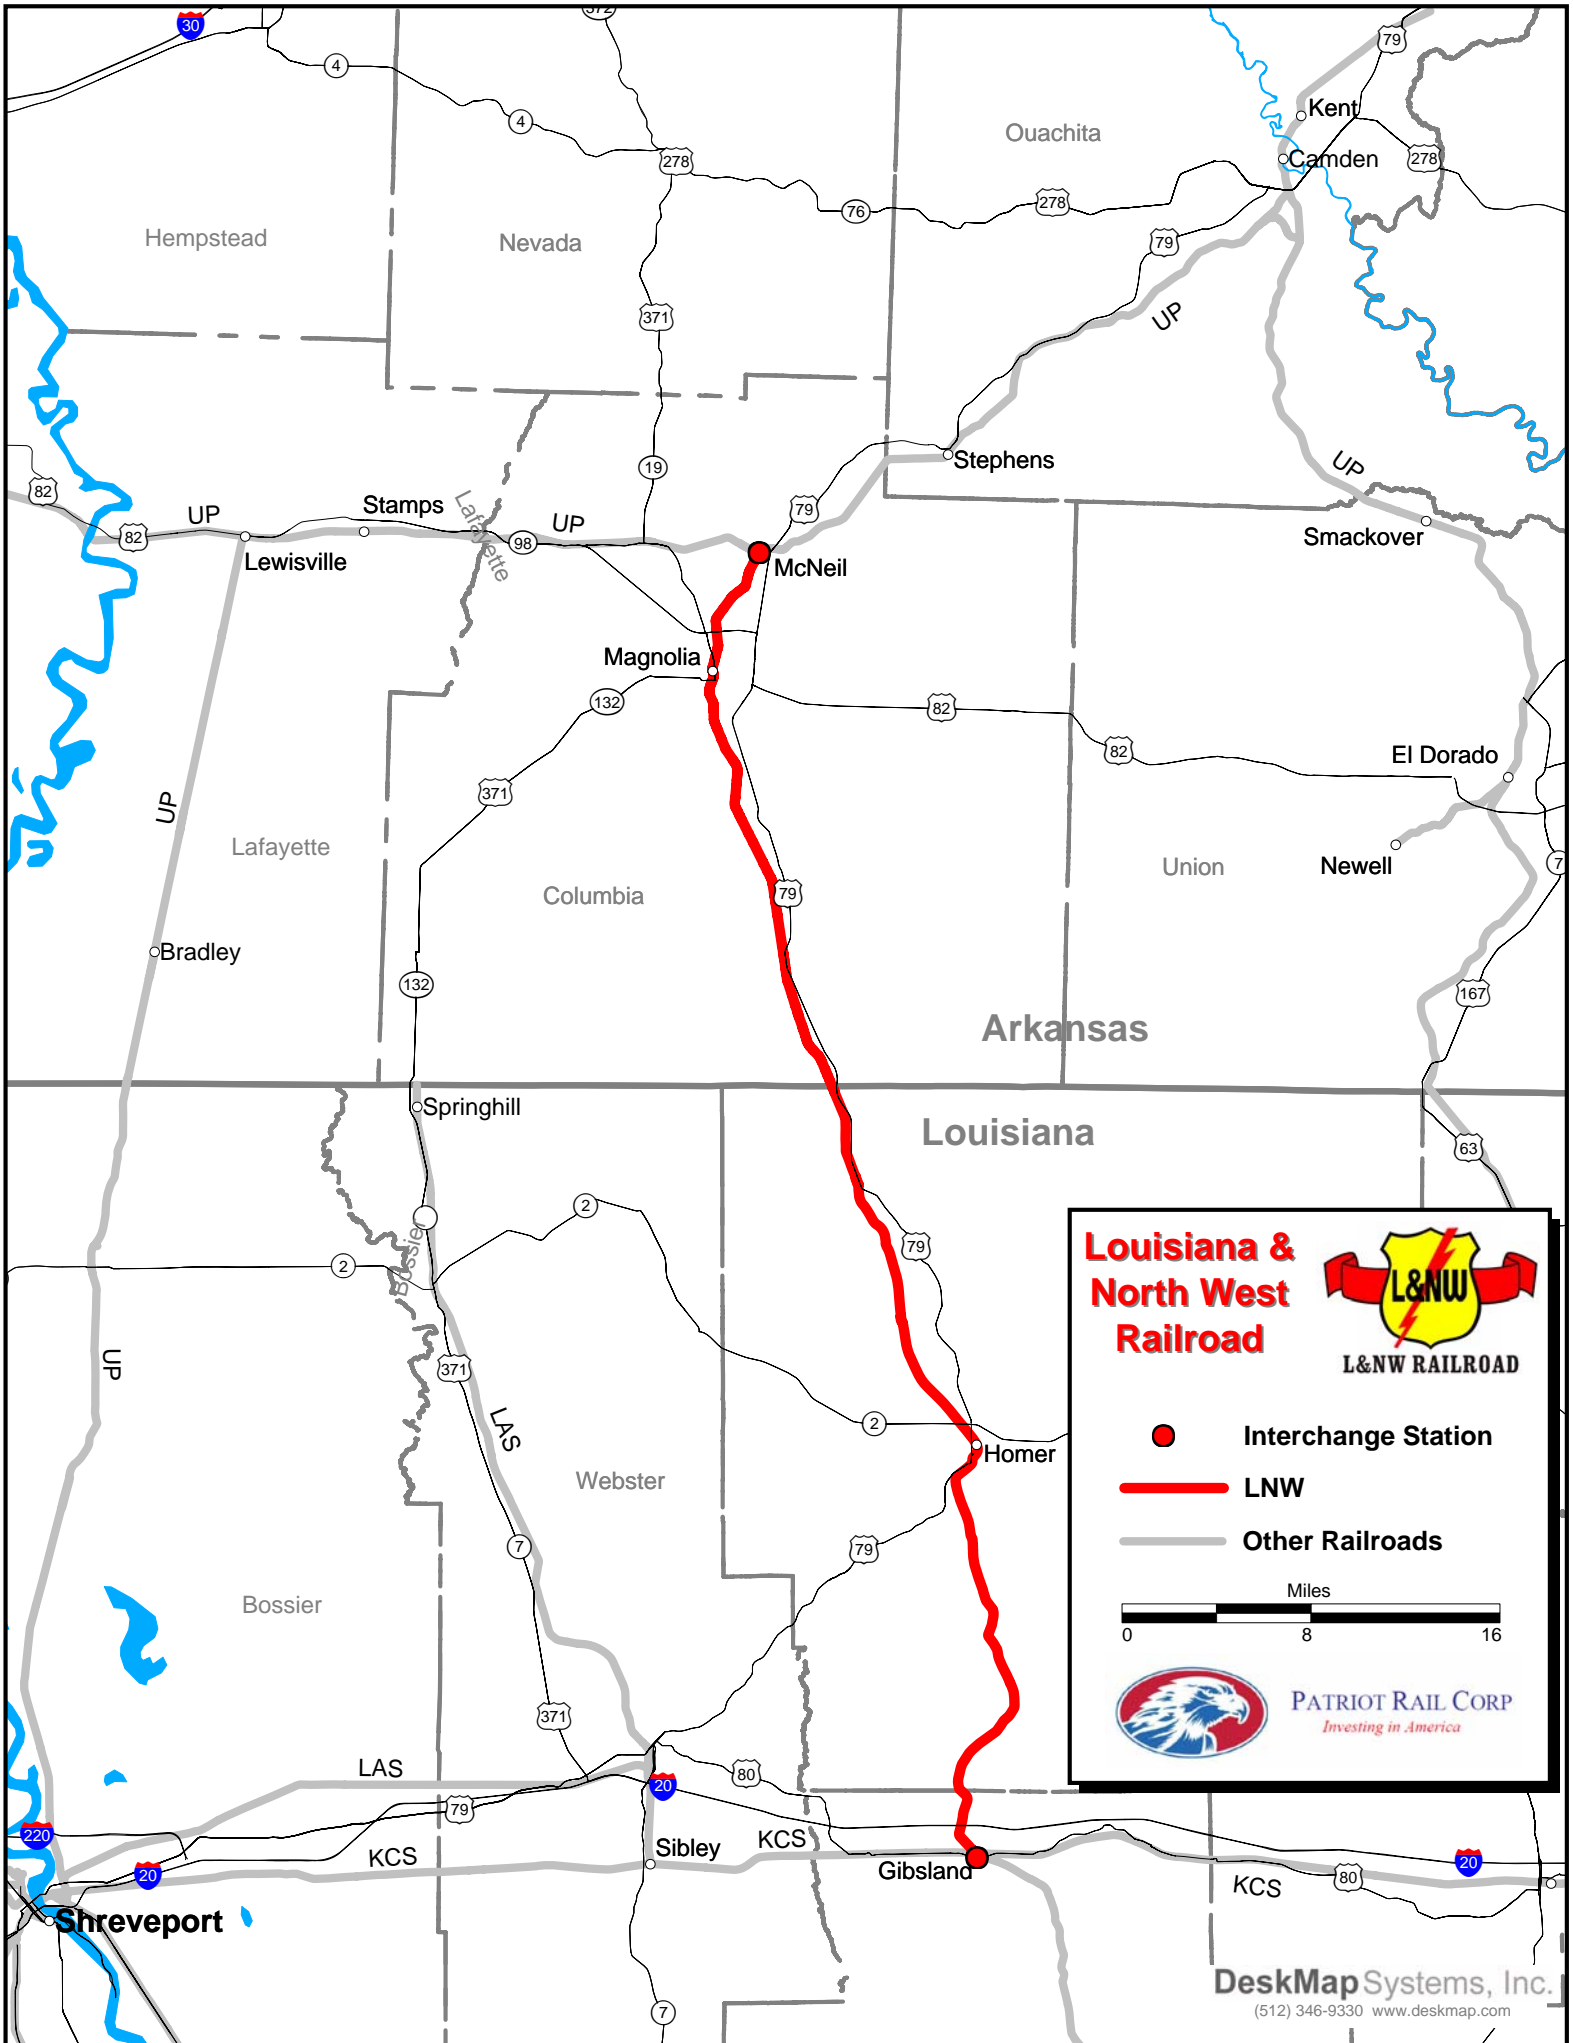 30
372
79
4
4
Kent
Ouachita
278
Camden
278
278
76
Hempstead
Nevada
79
371
UP
Stephens
19
82
Stamps
79
UP
UP
UP
82
98
Lafayette
Lewisville
McNeil
Smackover
Magnolia
132
82
82
El Dorado
371
UP
Lafayette
Union
Newell
7
Columbia
79
Bradley
132
167
Arkansas
Springhill
Louisiana
63
2
79
2
Bossier
UP
371
LAS
2
Homer
Webster
7
79
Bossier
371
LAS
80
20
79
220
KCS
Sibley
KCS
Gibsland
20
20
KCS
80
Shreveport
7
Louisiana &
North West
Railroad
L&NW
L&NW RAILROAD
Interchange Station
LNW
Other Railroads
Miles
0 8 16
PATRIOT RAIL CORP
Investing in America
DeskMap Systems, Inc.
(512) 346-9330 www.deskmap.com